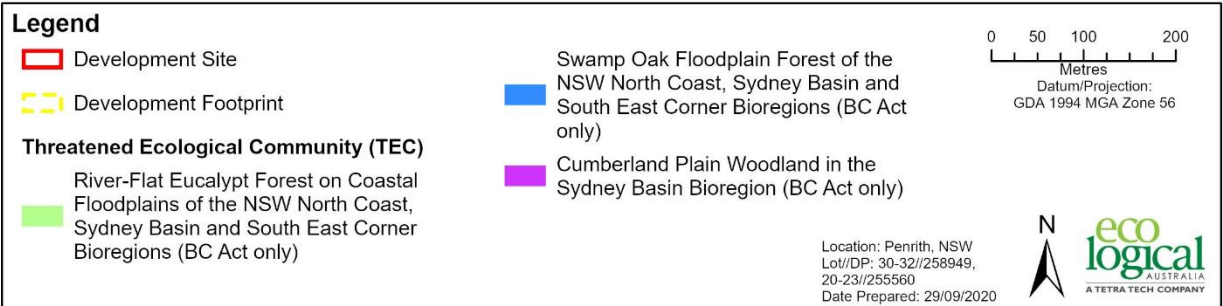 Legend
Development Site
Development Footprint
Threatened Ecological Community (TEC)
River-Flat Eucalypt Forest on Coastal
Floodplains of the NSW North Coast,
Sydney Basin and South East Corner
Bioregions (BC Act only)
Swamp Oak Floodplain Forest of the
NSW North Coast, Sydney Basin and
South East Corner Bioregions (BC Act
only)
Cumberland Plain Woodland in the
Sydney Basin Bioregion (BC Act only)
0 50 100 200
Metres
Datum/Projection:
GDA 1994 MGA Zone 56
Location: Penrith, NSW
Lot//DP: 30-32//258949,
20-23//255560
Date Prepared: 29/09/2020
N
eco
logical
AUSTRALIA
A TETRA TECH COMPANY